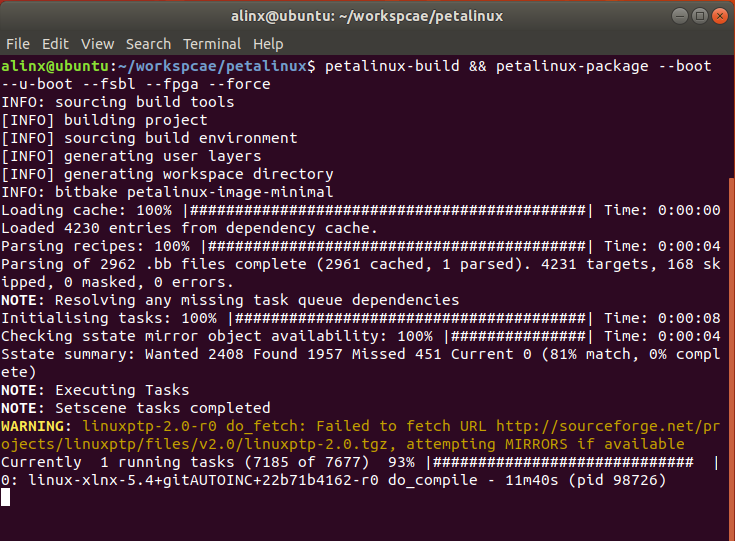 alinx@ubuntu: ~/workspcae/petalinux
File Edit View Search Terminal Help
alinx@ubuntu:~/workspcae/petalinux$ petalinux-build && petalinux-package --boot
--u-boot --fsbl --fpga --force
INFO: sourcing build tools
[INFO] building project
[INFO] sourcing build environment
[INFO] generating user layers
[INFO] generating workspace directory
INFO: bitbake petalinux-image-minimal
Loading cache: 100% |############################################| Time: 0:00:00
Loaded 4230 entries from dependency cache.
Parsing recipes: 100% |##########################################| Time: 0:00:04
Parsing of 2962 .bb files complete (2961 cached, 1 parsed). 4231 targets, 168 sk
ipped, 0 masked, 0 errors.
NOTE: Resolving any missing task queue dependencies
Initialising tasks: 100% |#######################################| Time: 0:00:08
Checking sstate mirror object availability: 100% |###############| Time: 0:00:04
Sstate summary: Wanted 2408 Found 1957 Missed 451 Current 0 (81% match, 0% compl
ete)
NOTE: Executing Tasks
NOTE: Setscene tasks completed
WARNING: linuxptp-2.0-r0 do_fetch: Failed to fetch URL http://sourceforge.net/pr
ojects/linuxptp/files/v2.0/linuxptp-2.0.tgz, attempting MIRRORS if available
Currently  1 running tasks (7185 of 7677)  93% |#############################  |
0: linux-xlnx-5.4+gitAUTOINC+22b71b4162-r0 do_compile - 11m40s (pid 98726)